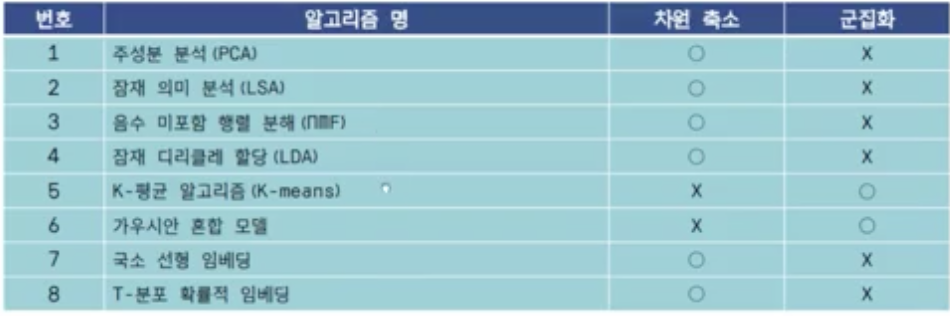 번호 알고리즘 명 차원 축소 군집화
1 주성분 분석(PCA) ○ X
2 잠재 의미 분석(LSA) ○ X
3 음수 미포함 행렬 분해(NMF) ○ X
4 잠재 디리클레 할당(LDA) ○ X
5 K-평균 알고리즘(K-means) X ○
6 가우시안 혼합 모델 X ○
7 국소 선형 임베딩 ○ X
8 T-분포 확률적 임베딩 ○ X